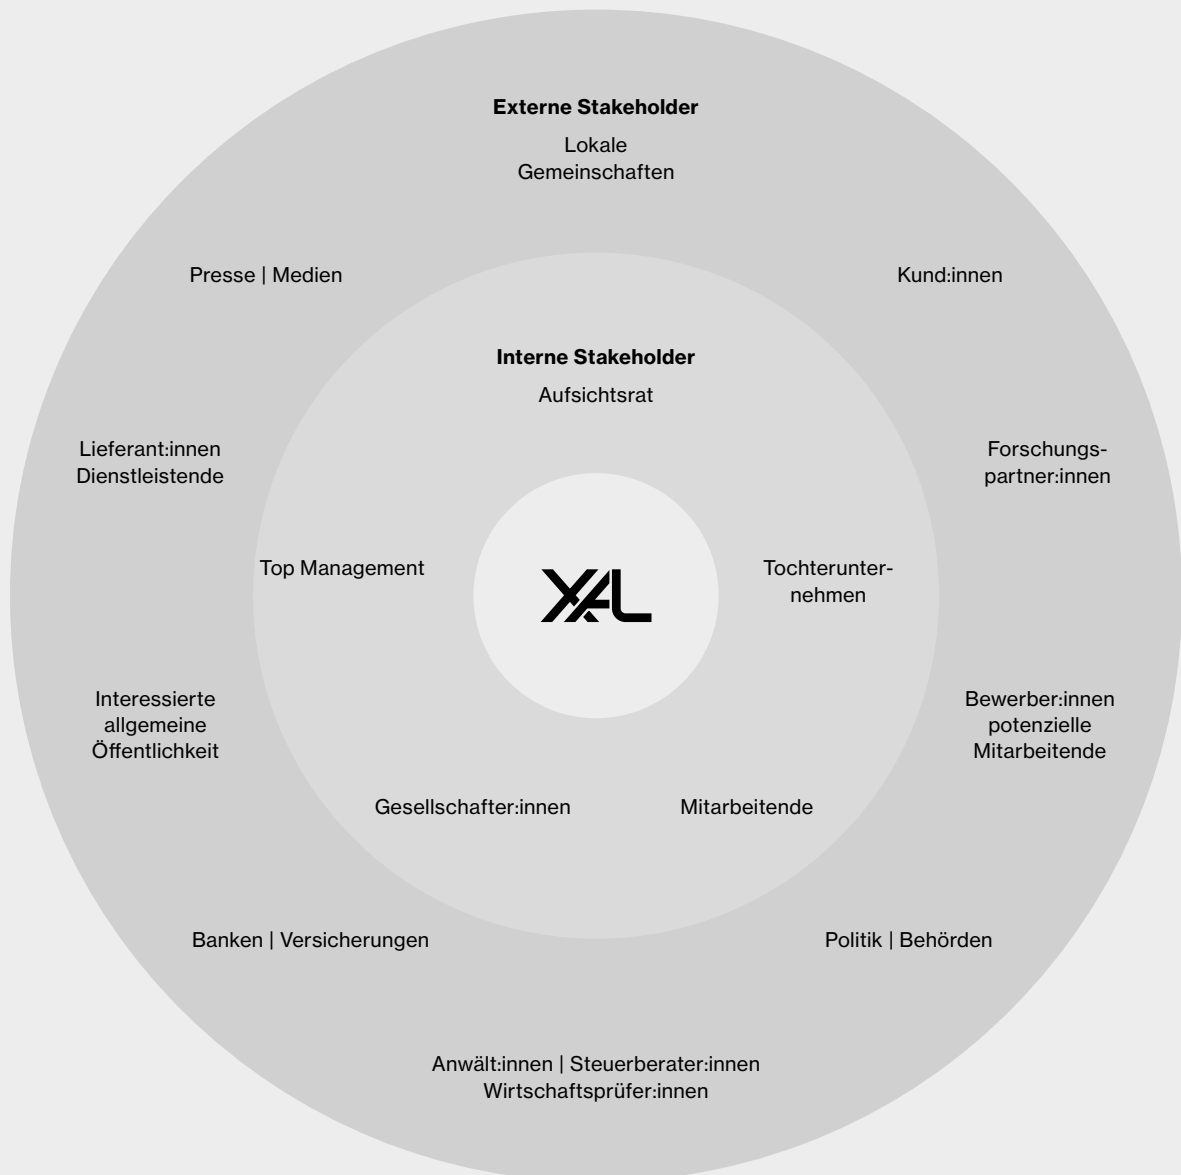 Externe Stakeholder
Lokale
Gemeinschaften
Presse | Medien
Kund:innen
Interne Stakeholder
Aufsichtsrat
Lieferant:innen
Dienstleistende
Forschungs-
partner:innen
Top Management
XAL
Tochterunter-
nehmen
Interessierte
allgemeine
Öffentlichkeit
Bewerber:innen
potenzielle
Mitarbeitende
Gesellschafter:innen
Mitarbeitende
Banken | Versicherungen
Politik | Behörden
Anwält:innen | Steuerberater:innen
Wirtschaftsprüfer:innen